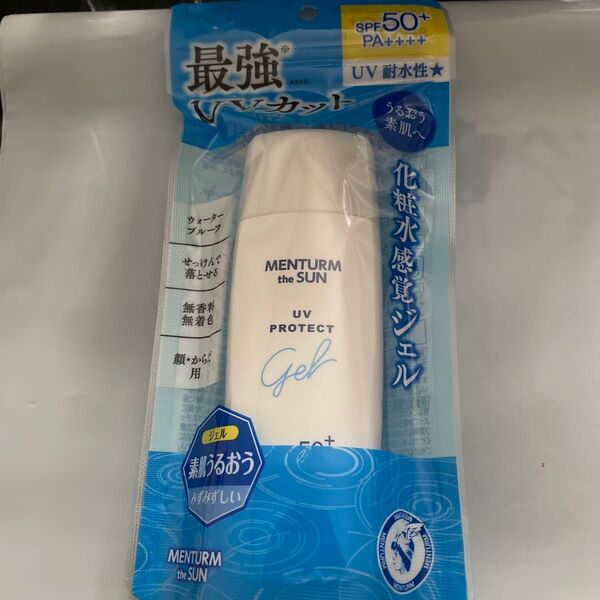 SPF50+
PA++++
UV 耐水性★
最強※
UVカット
うるおう
素肌へ
化粧水感覚ジェル
ウォーター
プルーフ
せっけんで
落とせる
無香料
無着色
顔・からだ
用
MENTURM
the SUN
UV
PROTECT
Gel
50+
ジェル
素肌うるおう
みずみずしい
MENTURM
the SUN
MENTURM
MENTURM
MENTURM